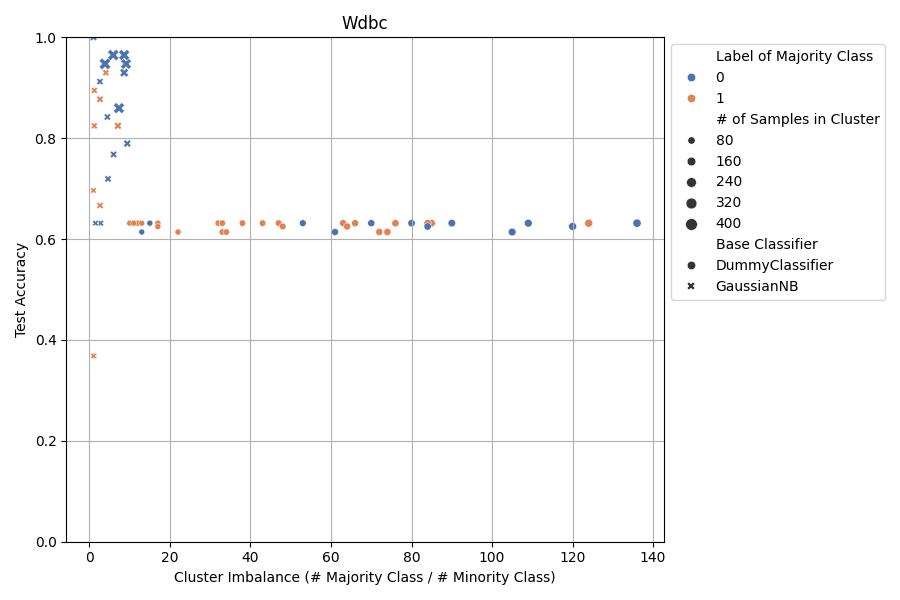 Wdbc
1.0
0.8
0.6
0.4
0.2
0.0
Test Accuracy
0 20 40 60 80 100 120 140
Cluster Imbalance (# Majority Class / # Minority Class)
Label of Majority Class
0
1
# of Samples in Cluster
80
160
240
320
400
Base Classifier
DummyClassifier
GaussianNB